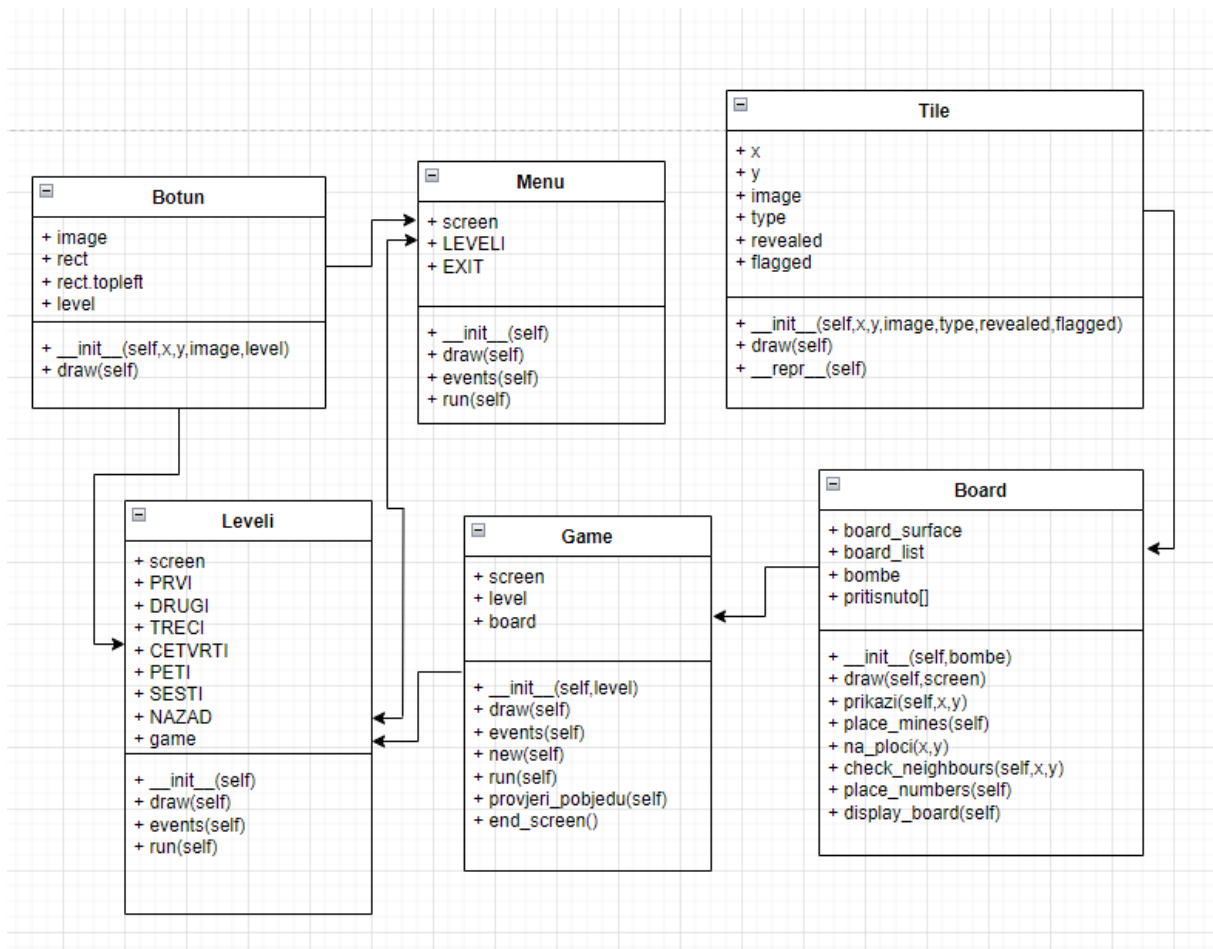 Botun
+ image
+ rect
+ rect.topleft
+ level
+ __init__(self,x,y,image,level)
+ draw(self)
Menu
+ screen
+ LEVELI
+ EXIT
+ __init__(self)
+ draw(self)
+ events(self)
+ run(self)
Tile
+ x
+ y
+ image
+ type
+ revealed
+ flagged
+ __init__(self,x,y,image,type,revealed,flagged)
+ draw(self)
+ __repr__(self)
Leveli
+ screen
+ PRVI
+ DRUGI
+ TRECI
+ CETVRTI
+ PETI
+ SESTI
+ NAZAD
+ game
+ __init__(self)
+ draw(self)
+ events(self)
+ run(self)
Game
+ screen
+ level
+ board
+ __init__(self,level)
+ draw(self)
+ events(self)
+ new(self)
+ run(self)
+ provjeri_pobjedu(self)
+ end_screen()
Board
+ board_surface
+ board_list
+ bombe
+ pritisnuto[]
+ __init__(self,bombe)
+ draw(self,screen)
+ prikazi(self,x,y)
+ place_mines(self)
+ na_ploci(x,y)
+ check_neighbours(self,x,y)
+ place_numbers(self)
+ display_board(self)